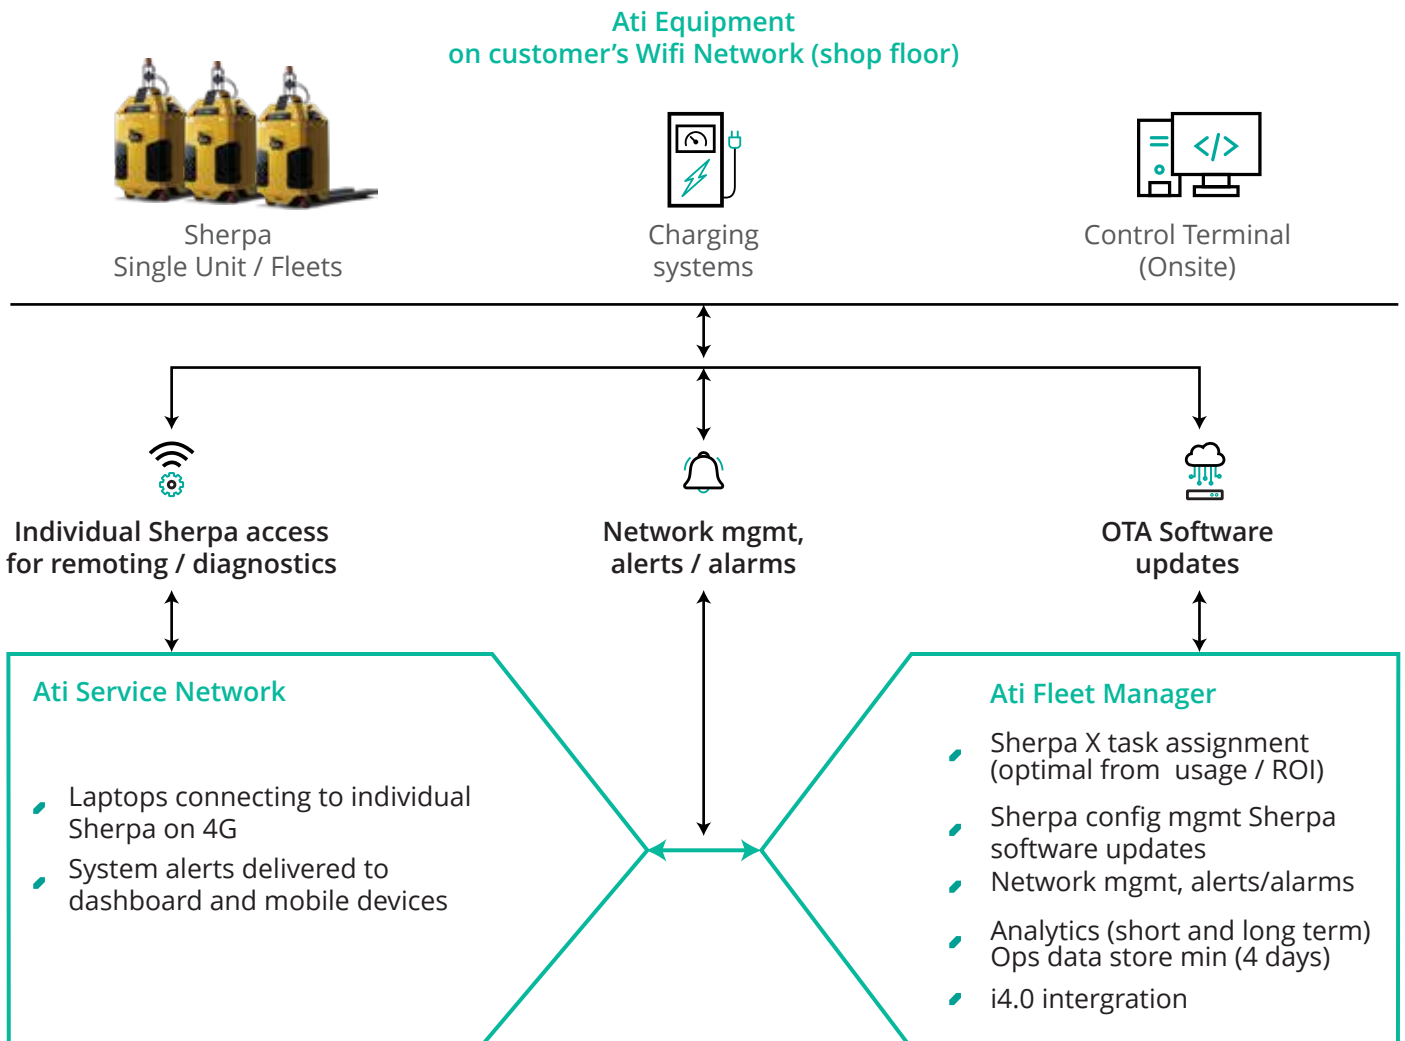 Ati Equipment
on customer's Wifi Network (shop floor)
Sherpa
Single Unit / Fleets
Charging
systems
</>
Control Terminal
(Onsite)
Individual Sherpa access
for remoting / diagnostics
Network mgmt,
alerts / alarms
OTA Software
updates
Ati Service Network
Laptops connecting to individual
Sherpa on 4G
System alerts delivered to
dashboard and mobile devices
Ati Fleet Manager
Sherpa X task assignment
(optimal from usage / ROI)
Sherpa config mgmt Sherpa
software updates
Network mgmt, alerts/alarms
Analytics (short and long term)
Ops data store min (4 days)
i4.0 intergration